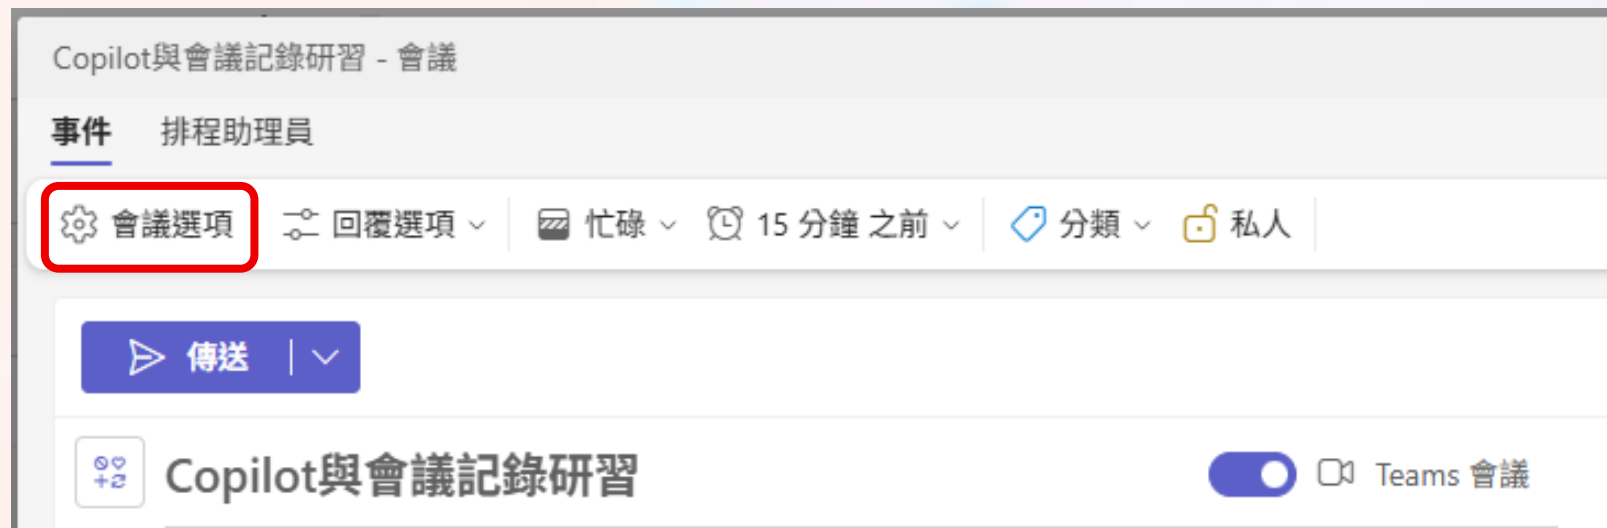 Copilot與會議記錄研習 - 會議
事件 排程助理員
會議選項 回覆選項 忙碌 15 分鐘 之前 分類 私人
傳送
Copilot與會議記錄研習 Teams 會議